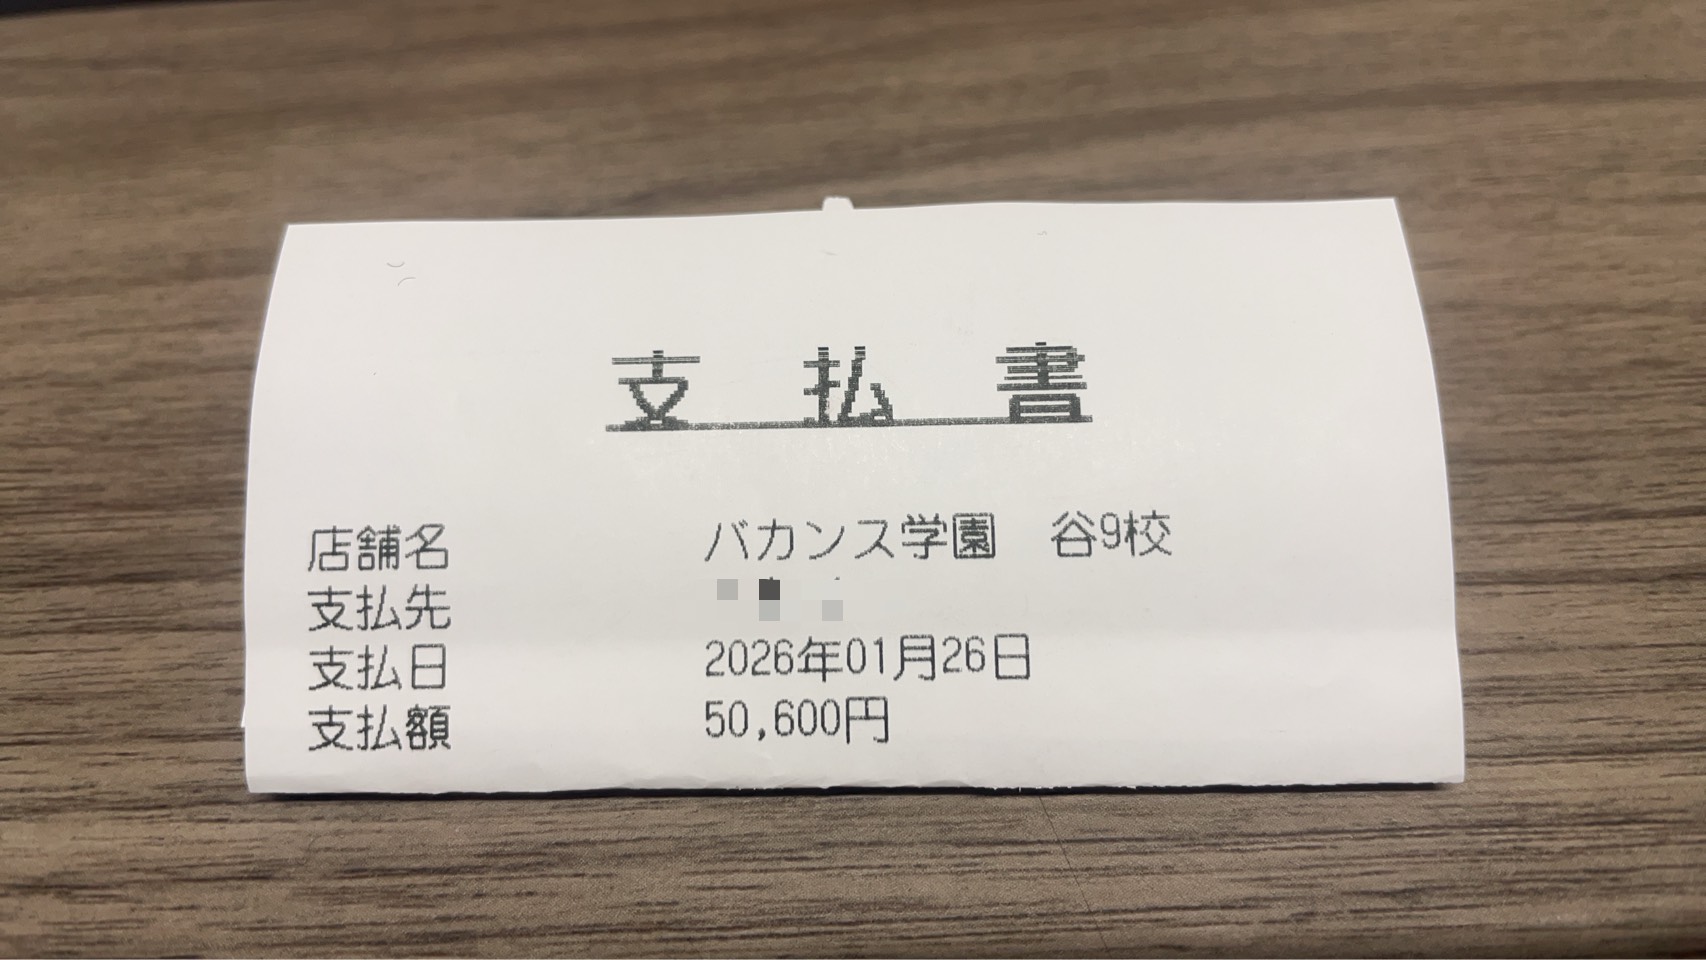 支払書
店舗名 バカンス学園 谷9校
支払先
支払日 2026年01月26日
支払額 50,600円